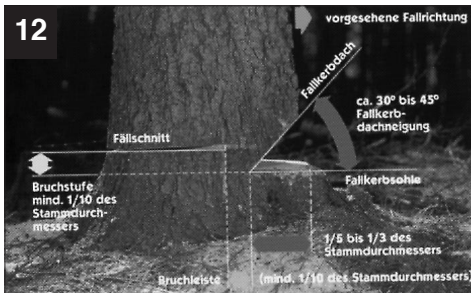 12
vorgesehene Fallrichtung
Fallkerbdach
ca. 30° bis 45°
Fallkerb-
dachneigung
Fällschnitt
Bruchstufe
mind. 1/10 des
Stammdurch-
messers
Fallkerbsohle
1/5 bis 1/3 des
Stammdurchmessers
Bruchleiste
(mind. 1/10 des Stammdurchmessers)